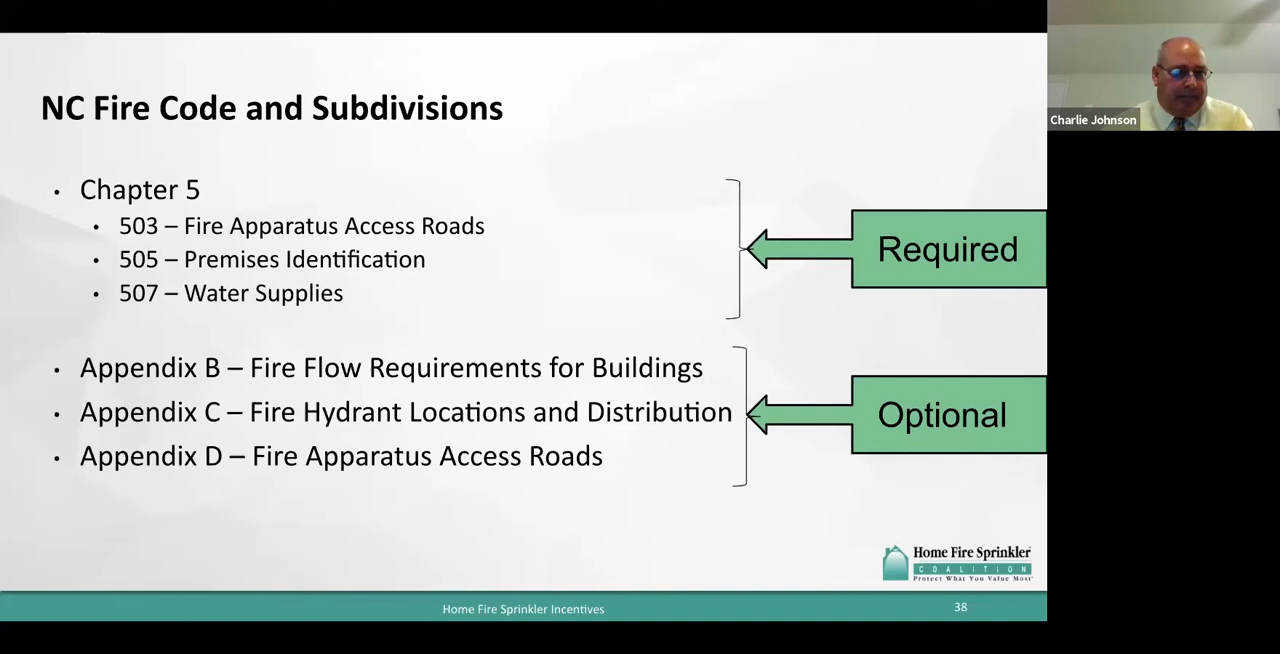 NC Fire Code and Subdivisions
Charlie Johnson
• Chapter 5
• 503 – Fire Apparatus Access Roads
• 505 – Premises Identification
• 507 – Water Supplies
Required
• Appendix B – Fire Flow Requirements for Buildings
• Appendix C – Fire Hydrant Locations and Distribution
• Appendix D – Fire Apparatus Access Roads
Optional
Home Fire Sprinkler
COALITION
Protect What You Value Most
Home Fire Sprinkler Incentives
38